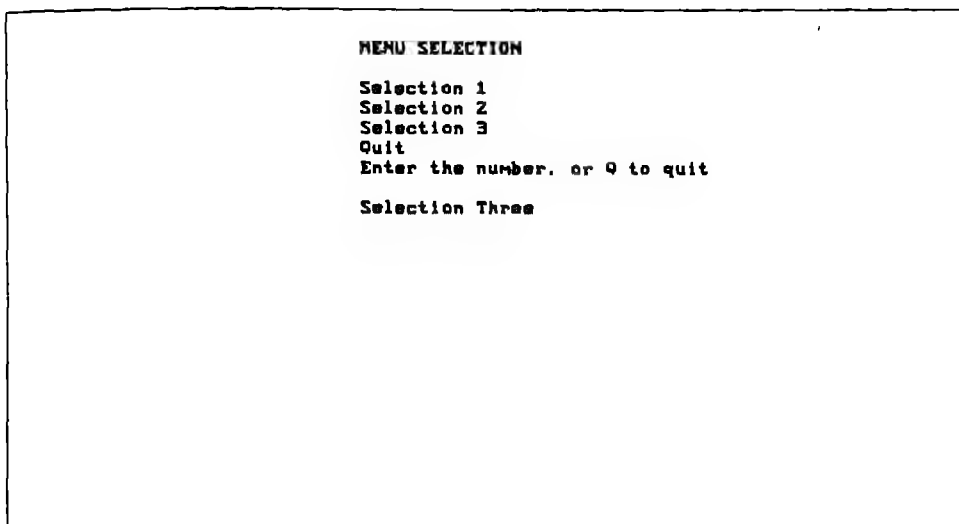 MENU SELECTION
Selection 1
Selection 2
Selection 3
Quit
Enter the number, or Q to quit
Selection Three